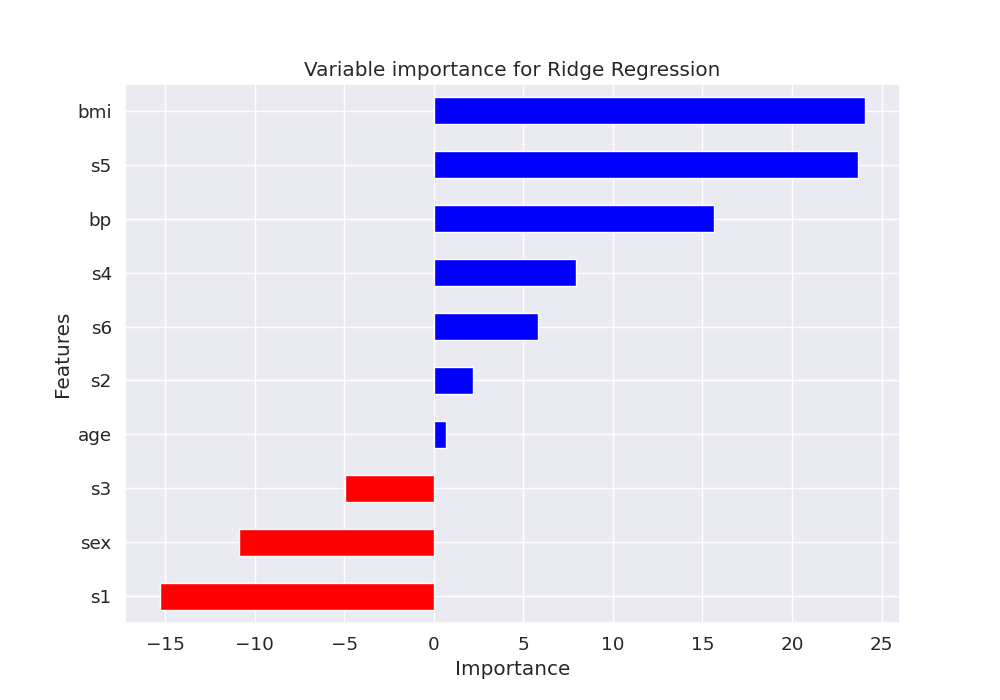 Variable importance for Ridge Regression
bmi
s5
bp
s4
s6
s2
age
s3
sex
s1
Features
−15 −10 −5 0 5 10 15 20 25
Importance